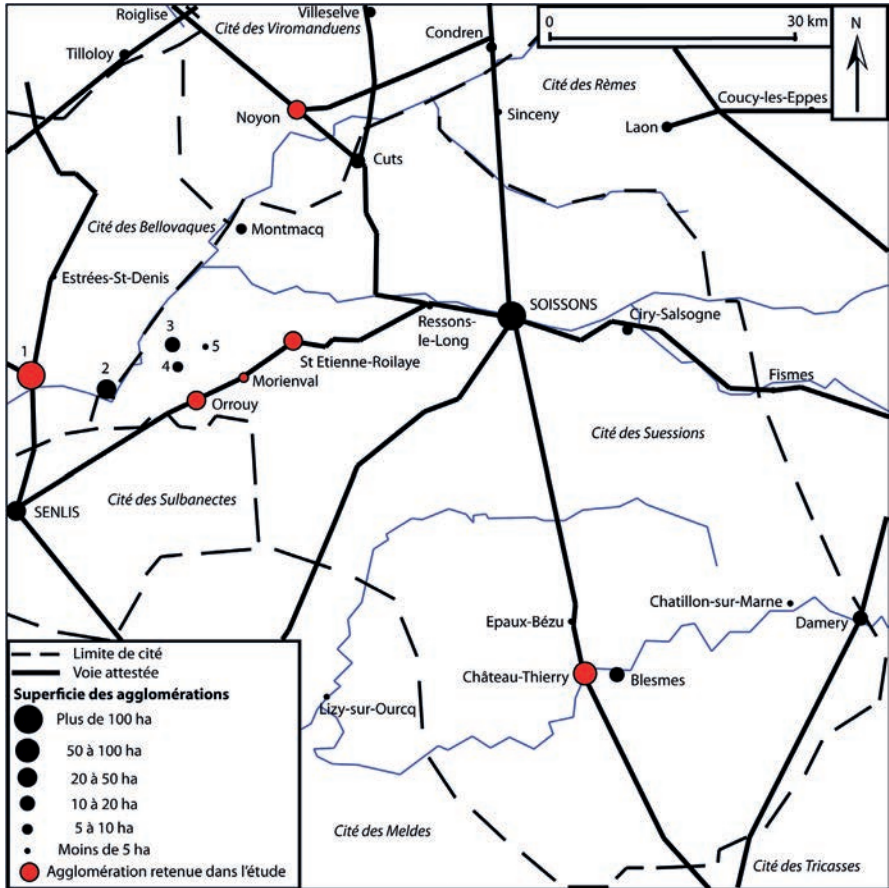 Roiglise
Cité des Viromanduens
Villeselve
Condren
0
30 km
N
Tilloloy
Cité des Rèmes
Coucy-les-Eppes
Noyon
Sinceny
Laon
Cuts
Cité des Bellovaques
Montmacq
Estrées-St-Denis
SOISSONS
Ressons-
le-Long
Ciry-Salsogne
3
5
1
2
4
St Etienne-Roilaye
Morienval
Fismes
Orrouy
Cité des Suessions
Cité des Sulbanectes
SENLIS
Chatillon-sur-Marne
Epaux-Bézu
Damery
Château-Thierry
Blesmes
Lizy-sur-Ourcq
Cité des Meldes
Cité des Tricasses
Limite de cité
Voie attestée
Superficie des agglomérations
Plus de 100 ha
50 à 100 ha
20 à 50 ha
10 à 20 ha
5 à 10 ha
Moins de 5 ha
Agglomération retenue dans l'étude